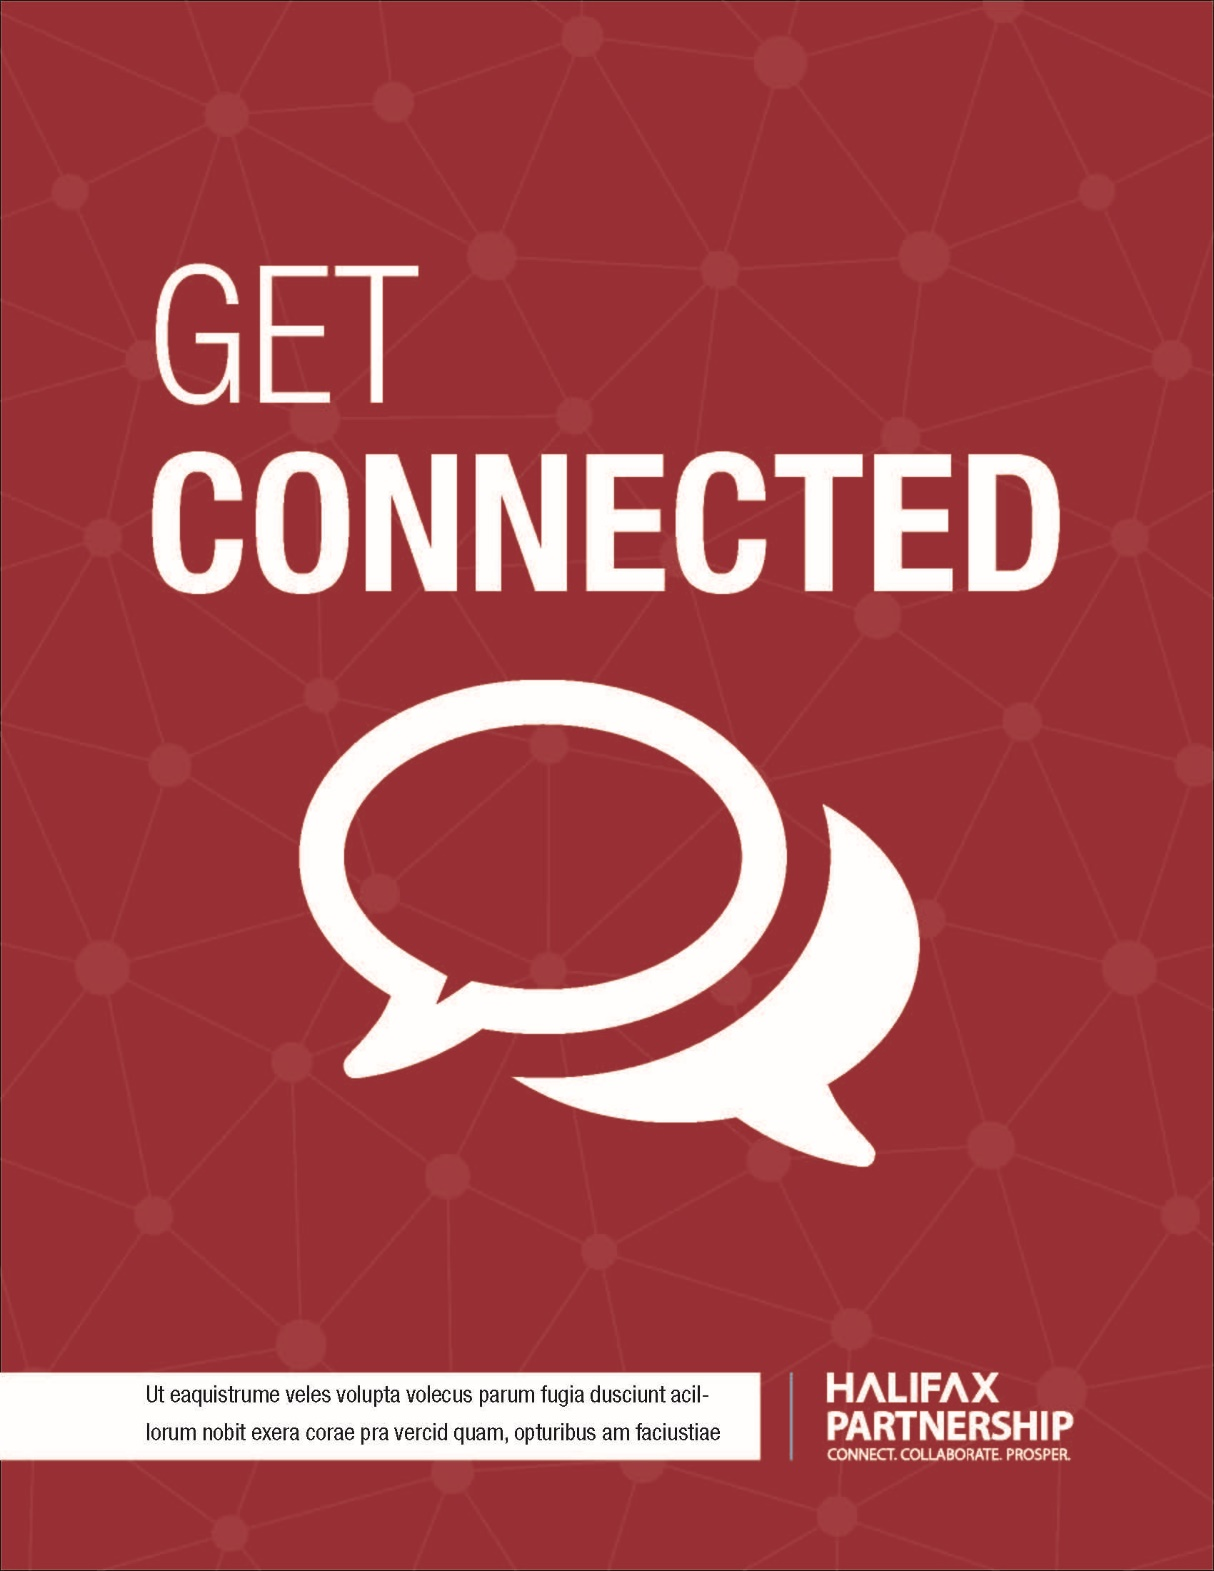 GET
CONNECTED
Ut eaquistrume veles volupta volecus parum fugia dusciunt acil-
lorum nobit exera corae pra vercid quam, opturibus am faciustiae
HALIFAX
PARTNERSHIP
CONNECT. COLLABORATE. PROSPER.